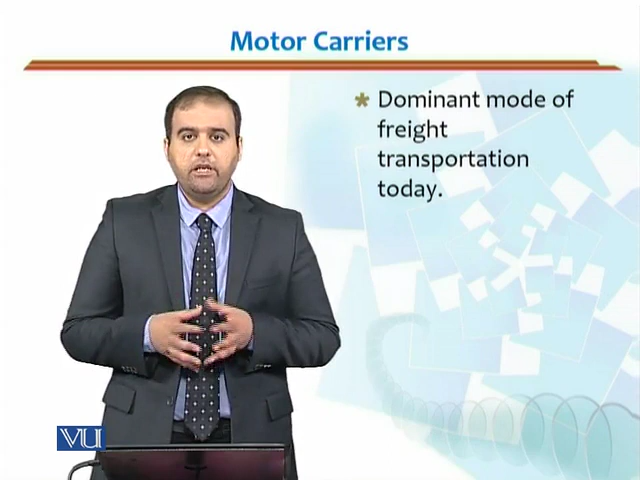 Motor Carriers
* Dominant mode of
freight
transportation
today.
VU